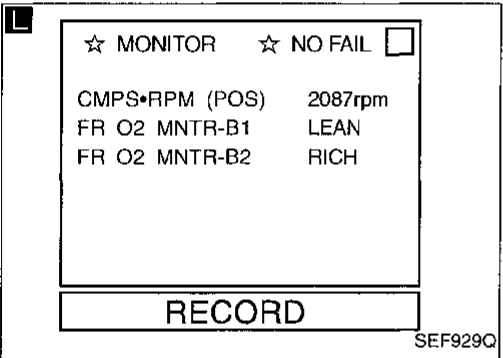 L
☆ MONITOR ☆ NO FAIL
CMPS•RPM (POS) 2087rpm
FR O2 MNTR-B1 LEAN
FR O2 MNTR-B2 RICH
RECORD
SEF929Q